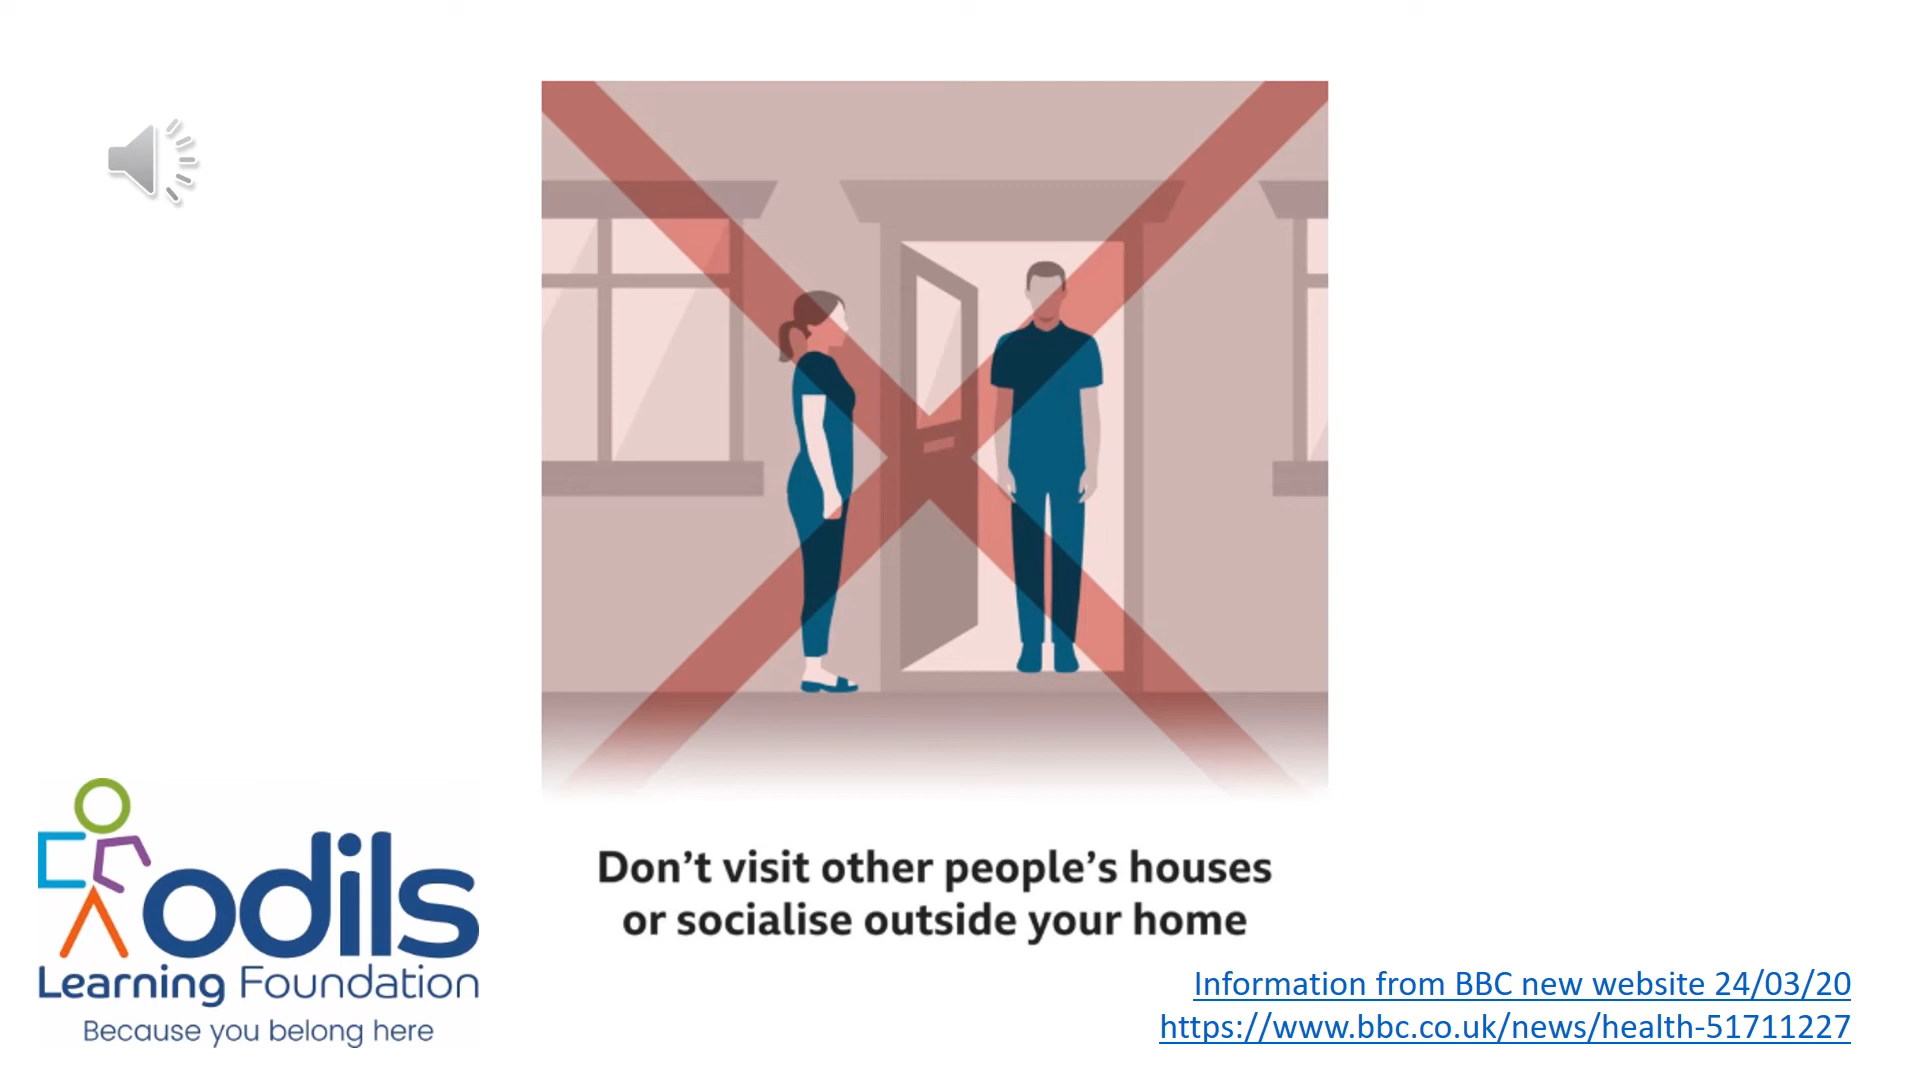 Don't visit other people's houses
or socialise outside your home
odils
Learning Foundation
Because you belong here
Information from BBC new website 24/03/20
https://www.bbc.co.uk/news/health-51711227